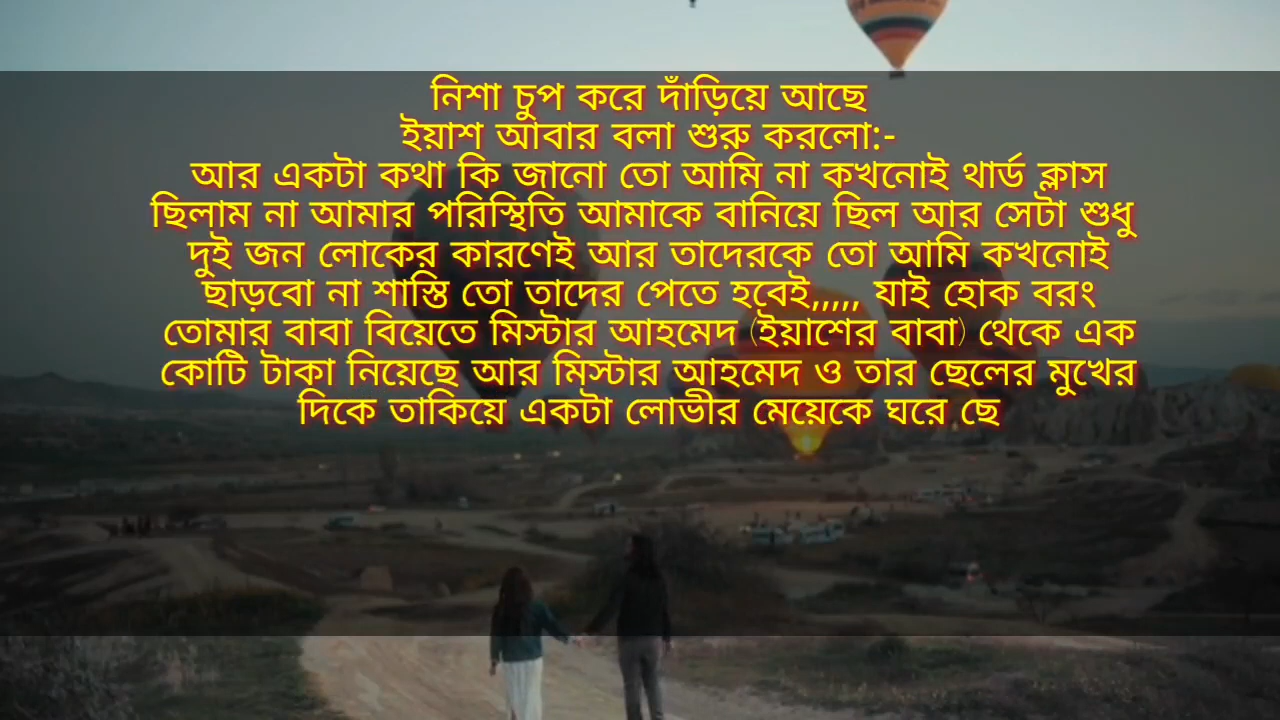 নিশা চুপ করে দাঁড়িয়ে আছে
ইয়াশ আবার বলা শুরু করলো:-
আর একটা কথা কি জানো তো আমি না কখনোই থার্ড ক্লাস
ছিলাম না আমার পরিস্থিতি আমাকে বানিয়ে ছিল আর সেটা শুধু
দুই জন লোকের কারণেই আর তাদেরকে তো আমি কখনোই
ছাড়বো না শাস্তি তো তাদের পেতে হবেই,,,,, যাই হোক বরং
তোমার বাবা বিয়েতে মিস্টার আহমেদ (ইয়াশের বাবা) থেকে এক
কোটি টাকা নিয়েছে আর মিস্টার আহমেদ ও তার ছেলের মুখের
দিকে তাকিয়ে একটা লোভীর মেয়েকে ঘরে ছে